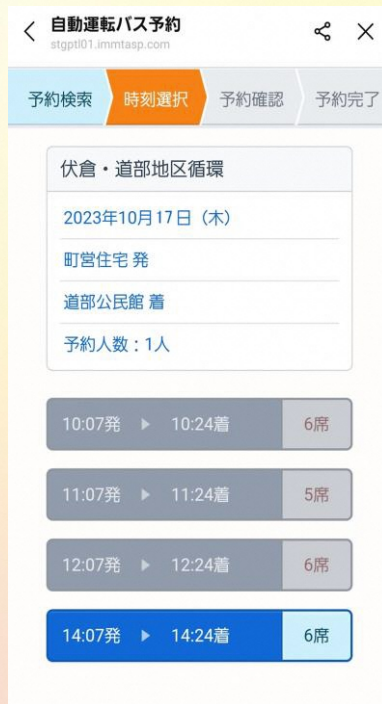 自動運転バス予約
stgptl01.immtasp.com
予約検索 時刻選択 予約確認 予約完了
伏倉・道部地区循環
2023年10月17日（木）
町営住宅 発
道部公民館 着
予約人数：1人
10:07発 ▶ 10:24着 6席
11:07発 ▶ 11:24着 5席
12:07発 ▶ 12:24着 6席
14:07発 ▶ 14:24着 6席